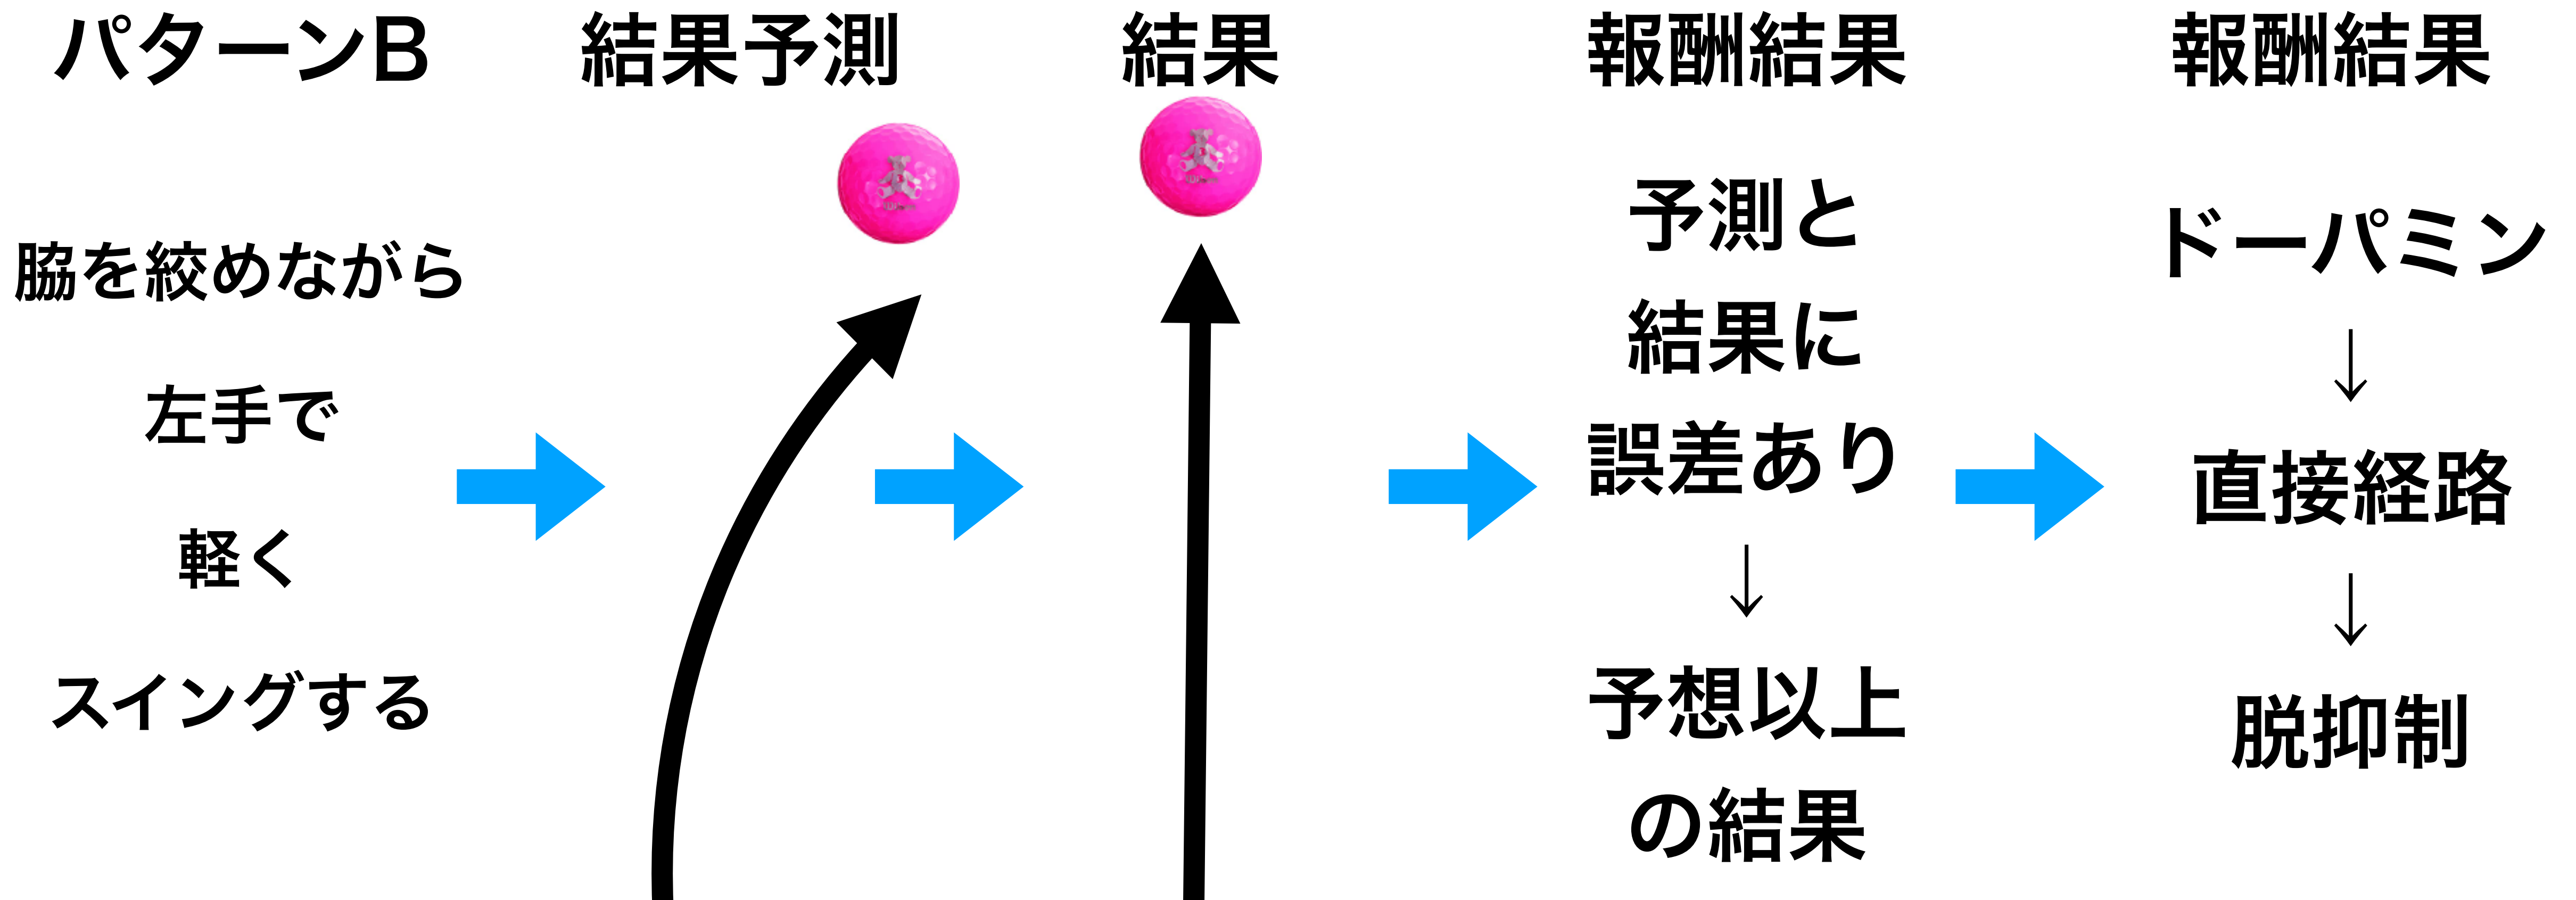 パターンB
結果予測
結果
報酬結果
報酬結果
脇を絞めながら
左手で
軽く
スイングする
予測と
結果に
誤差あり
↓
予想以上
の結果
ドーパミン
↓
直接経路
↓
脱抑制